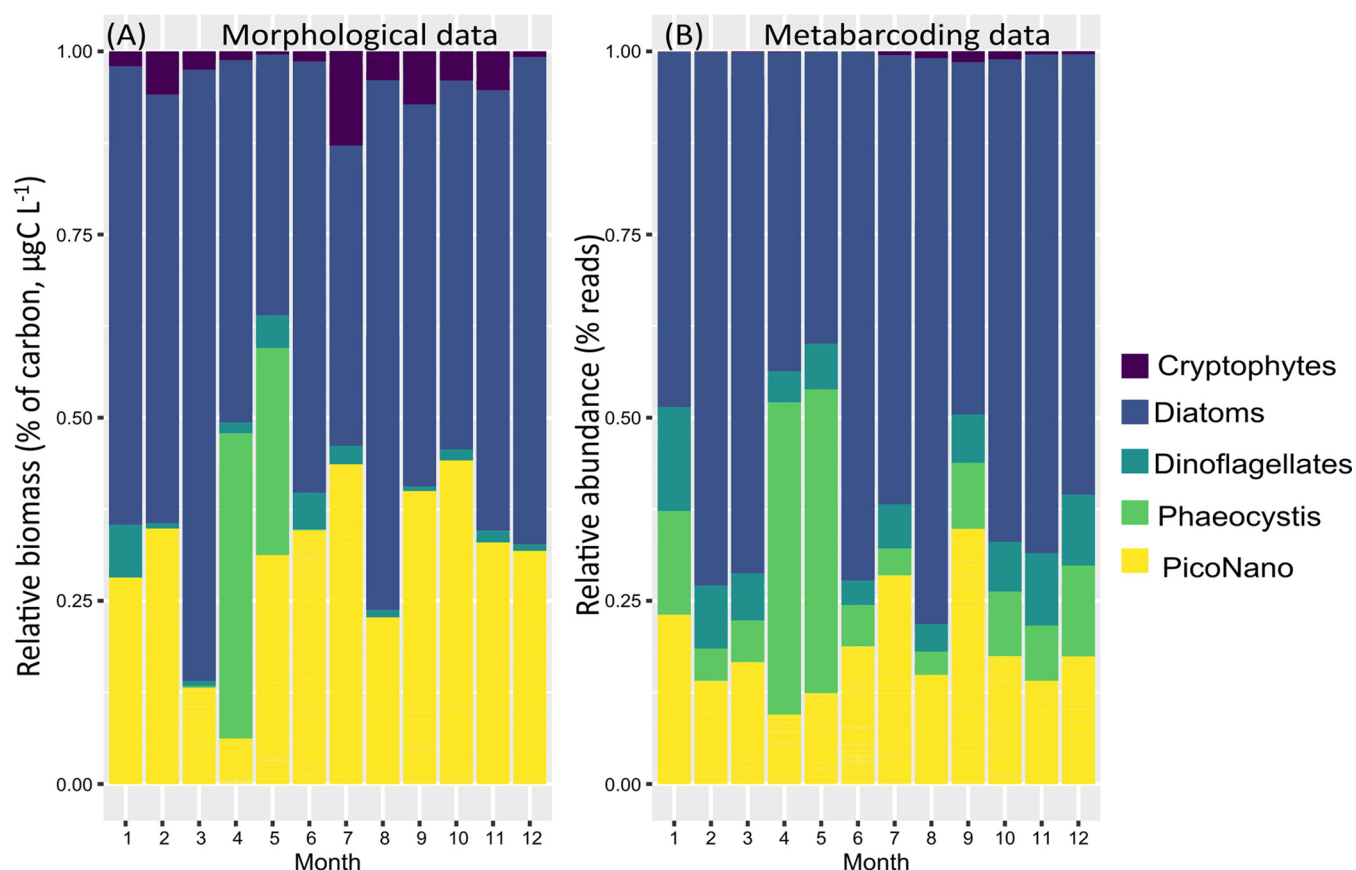 (A) Morphological data
Relative biomass (% of carbon, µgC L-1)
1.00
0.75
0.50
0.25
0.00
1 2 3 4 5 6 7 8 9 10 11 12
Month
(B) Metabarcoding data
Relative abundance (% reads)
1.00
0.75
0.50
0.25
0.00
1 2 3 4 5 6 7 8 9 10 11 12
Month
Cryptophytes
Diatoms
Dinoflagellates
Phaeocystis
PicoNano